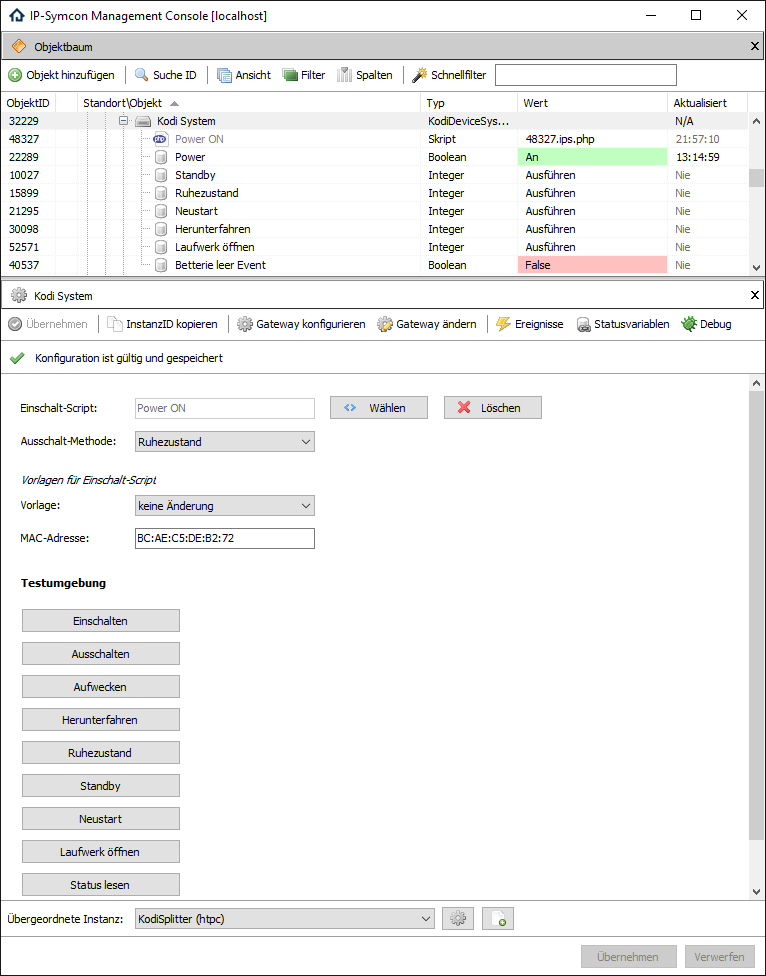 IP-Symcon Management Console [localhost]
Objektbaum
Objekt hinzufügen Suche ID Ansicht Filter Spalten Schnellfilter
ObjektID Standort\Objekt Typ Wert Aktualisiert
32229 Kodi System KodiDeviceSys... N/A
48327 Power ON Skript 48327.ips.php 21:57:10
22289 Power Boolean An 13:14:59
10027 Standby Integer Ausführen Nie
15899 Ruhezustand Integer Ausführen Nie
21295 Neustart Integer Ausführen Nie
30098 Herunterfahren Integer Ausführen Nie
52571 Laufwerk öffnen Integer Ausführen Nie
40537 Betterie leer Event Boolean False Nie
Kodi System
Übernehmen InstanzID kopieren Gateway konfigurieren Gateway ändern Ereignisse Statusvariablen Debug
Konfiguration ist gültig und gespeichert
Einschalt-Script: Power ON Wählen Löschen
Ausschalt-Methode: Ruhezustand
Vorlagen für Einschalt-Script
Vorlage: keine Änderung
MAC-Adresse: BC:AE:C5:DE:B2:72
Testumgebung
Einschalten
Ausschalten
Aufwecken
Herunterfahren
Ruhezustand
Standby
Neustart
Laufwerk öffnen
Status lesen
Übergeordnete Instanz: KodiSplitter (htpc)
Übernehmen Verwerfen